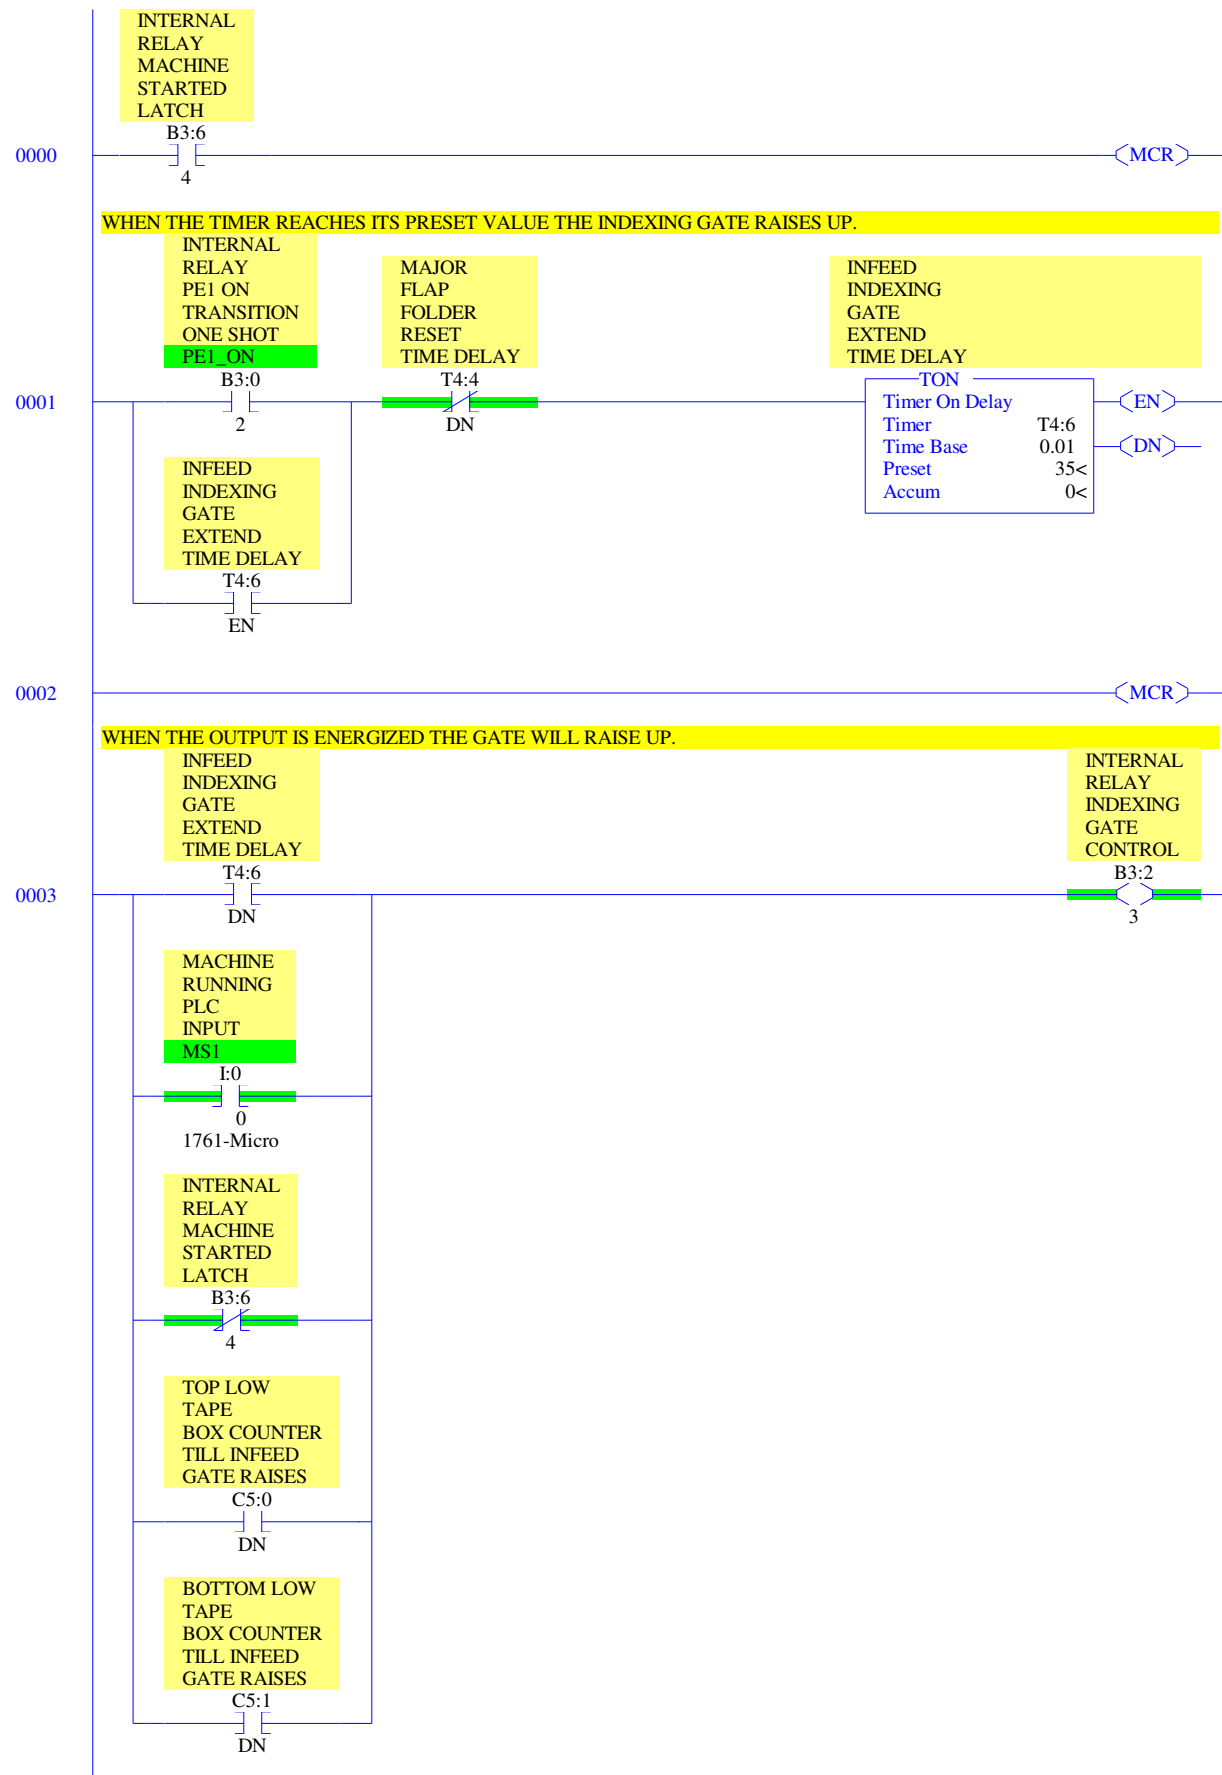 INTERNAL
RELAY
MACHINE
STARTED
LATCH
B3:6
0000
MCR
4
WHEN THE TIMER REACHES ITS PRESET VALUE THE INDEXING GATE RAISES UP.
INTERNAL
RELAY
PE1 ON
TRANSITION
ONE SHOT
PE1_ON
B3:0
2
MAJOR
FLAP
FOLDER
RESET
TIME DELAY
T4:4
DN
INFEED
INDEXING
GATE
EXTEND
TIME DELAY
TON
0001
Timer On Delay
EN
Timer T4:6
Time Base 0.01
DN
Preset 35<
Accum 0<
INFEED
INDEXING
GATE
EXTEND
TIME DELAY
T4:6
EN
0002
MCR
WHEN THE OUTPUT IS ENERGIZED THE GATE WILL RAISE UP.
INFEED
INDEXING
GATE
EXTEND
TIME DELAY
T4:6
0003
DN
INTERNAL
RELAY
INDEXING
GATE
CONTROL
B3:2
3
MACHINE
RUNNING
PLC
INPUT
MS1
I:0
0
1761-Micro
INTERNAL
RELAY
MACHINE
STARTED
LATCH
B3:6
4
TOP LOW
TAPE
BOX COUNTER
TILL INFEED
GATE RAISES
C5:0
DN
BOTTOM LOW
TAPE
BOX COUNTER
TILL INFEED
GATE RAISES
C5:1
DN